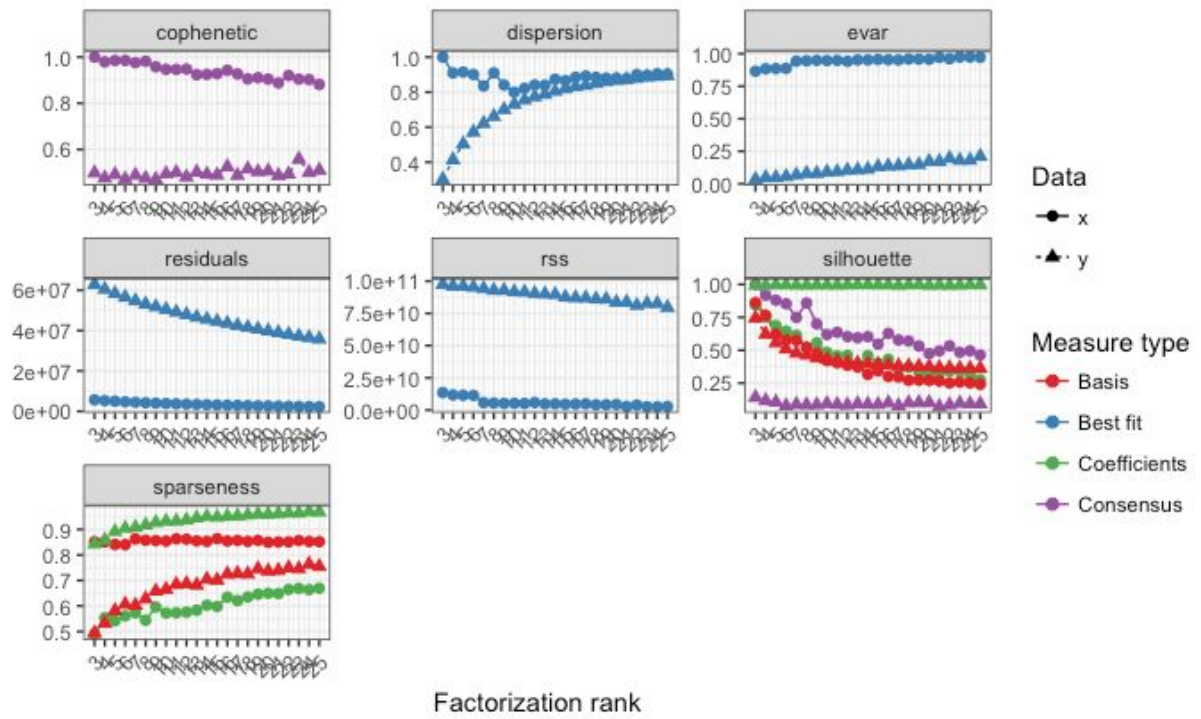 cophenetic
dispersion
evar
1.0
0.8
0.6
1.0
0.8
0.6
0.4
1.00
0.75
0.50
0.25
0.00
Data
x
y
residuals
rss
silhouette
6e+07
4e+07
2e+07
0e+00
1.0e+11
7.5e+10
5.0e+10
2.5e+10
0.0e+00
1.00
0.75
0.50
0.25
Measure type
Basis
Best fit
Coefficients
Consensus
sparseness
0.9
0.8
0.7
0.6
0.5
Factorization rank